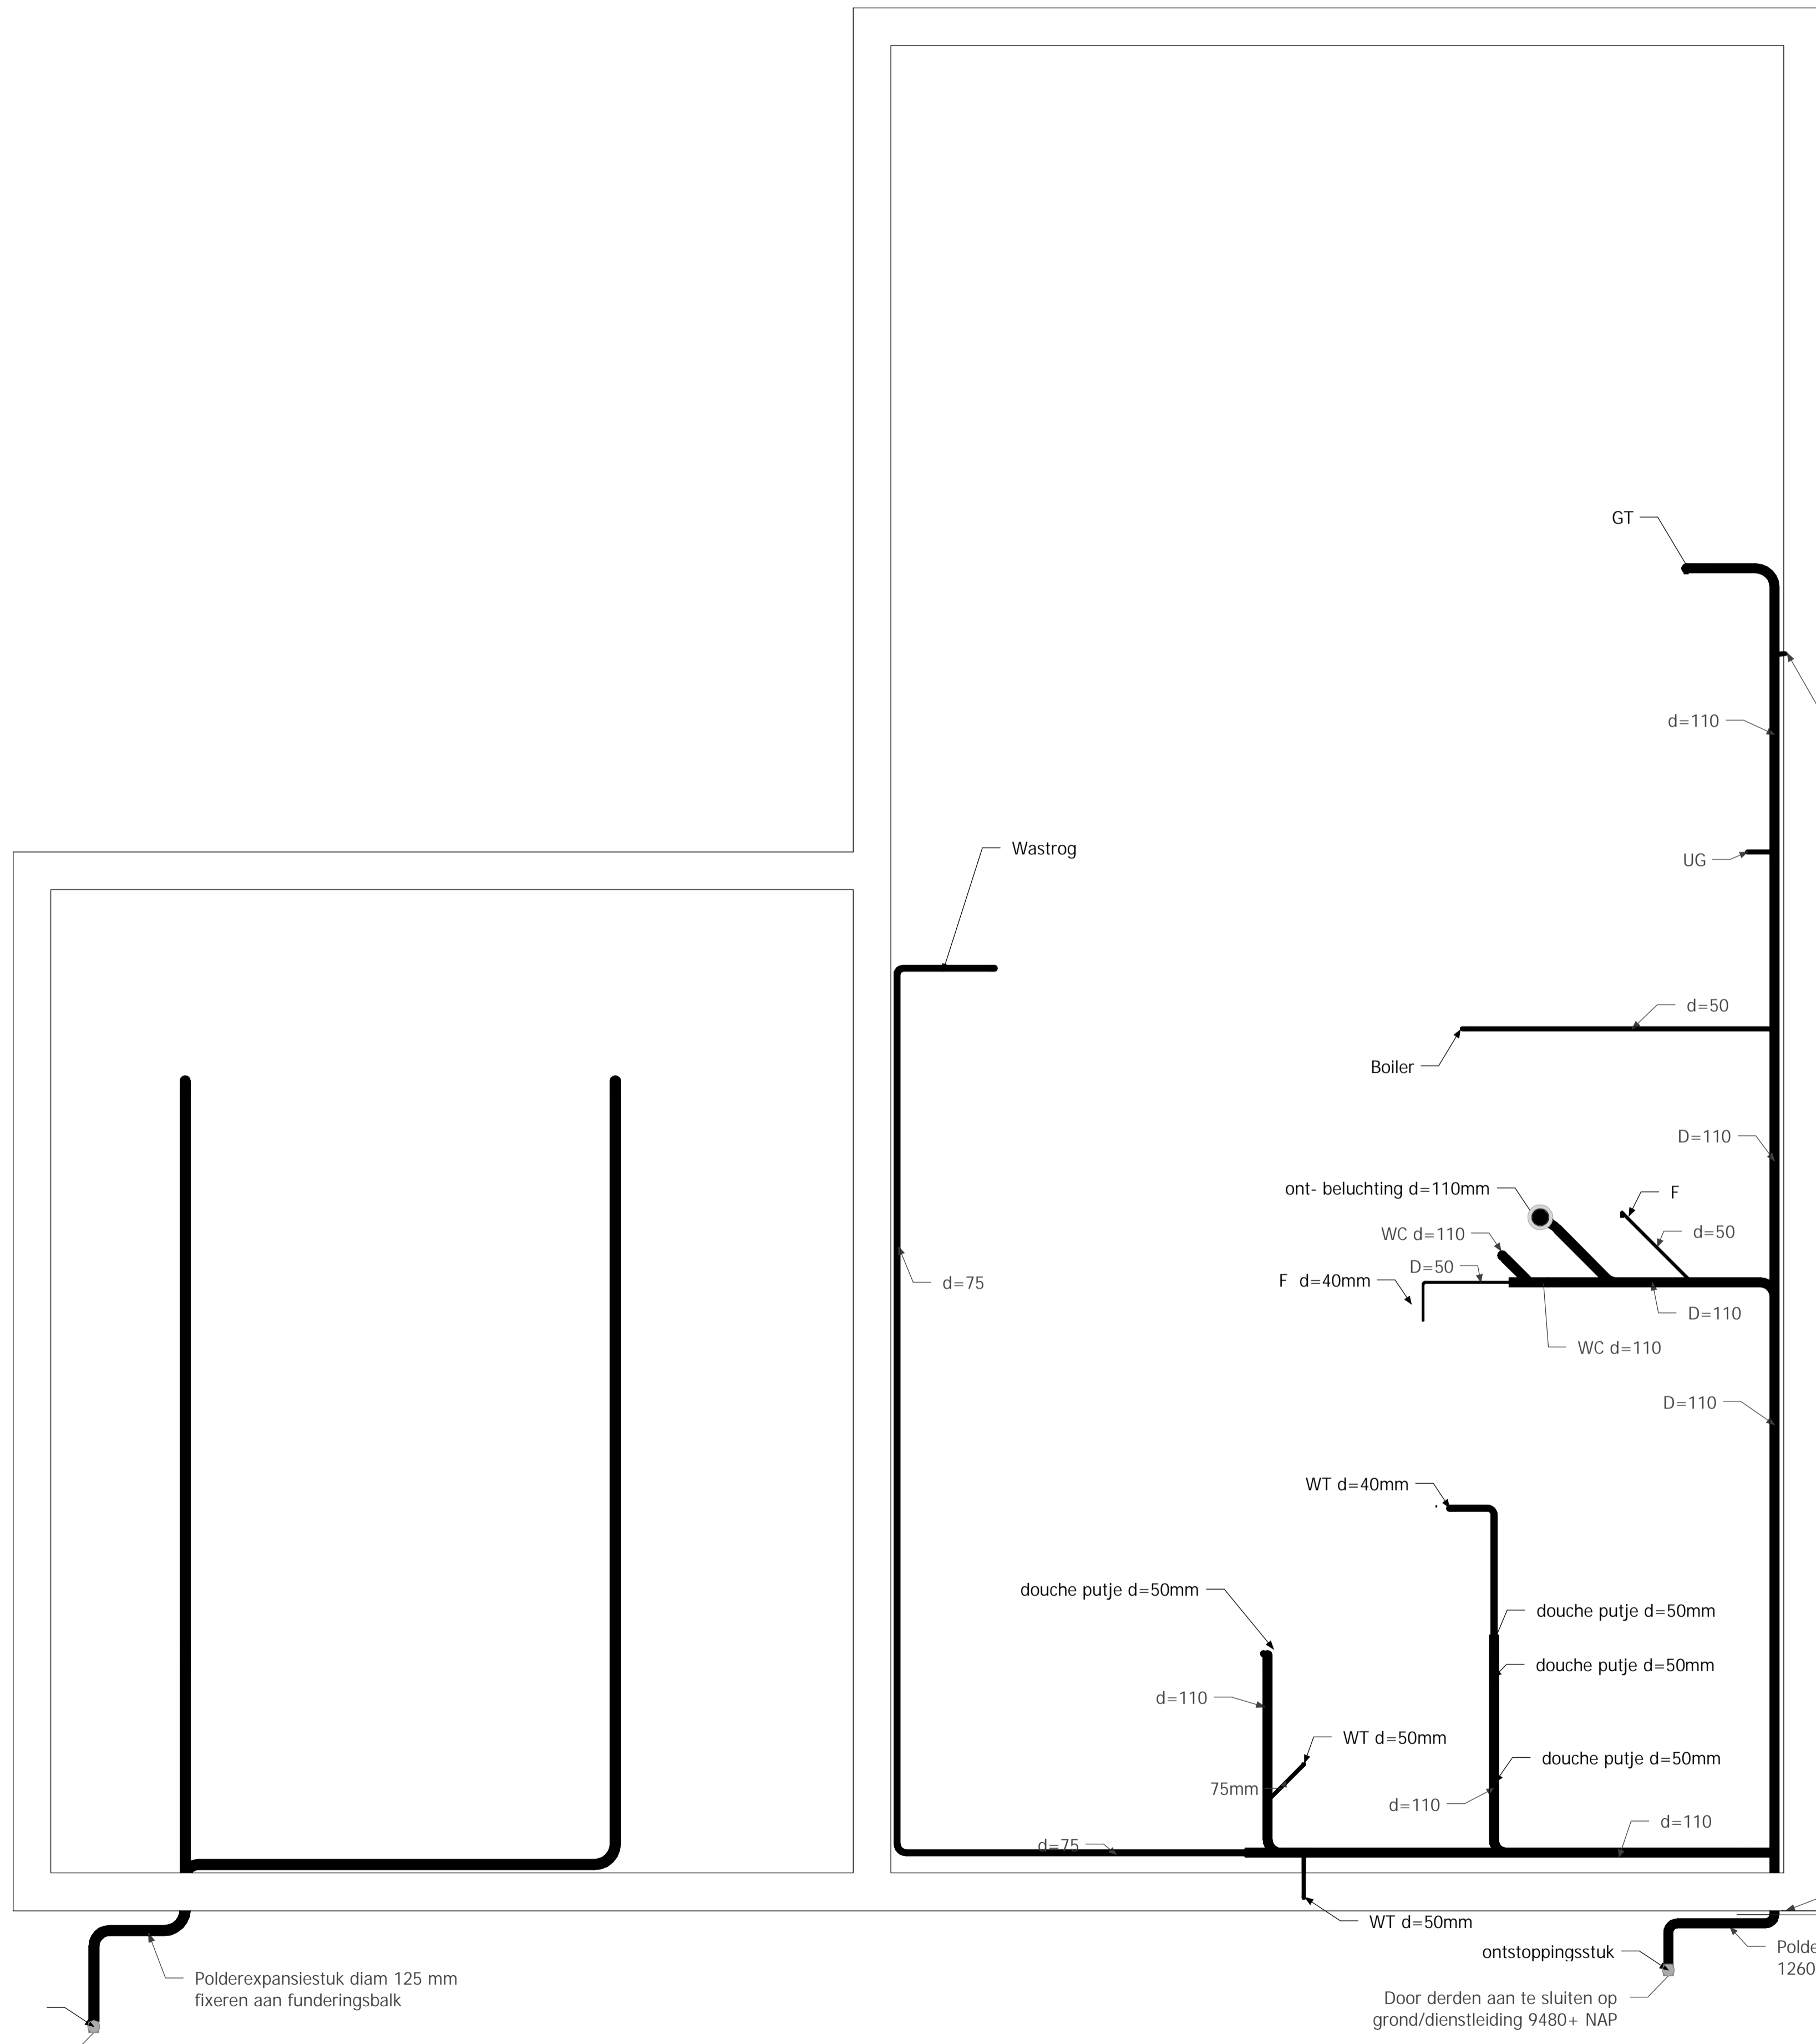 GT
d=110
Wastrog
UG
d=50
Boiler
D=110
ont- beluchting d=110mm
F
WC d=110
d=50
D=50
F d=40mm
d=75
D=110
WC d=110
D=110
WT d=40mm
douche putje d=50mm
douche putje d=50mm
douche putje d=50mm
d=110
WT d=50mm
douche putje d=50mm
75mm
d=110
d=110
d=75
WT d=50mm
ontstoppingsstuk
Polde
1260
Polderexpansiestuk diam 125 mm
fixeren aan funderingsbalk
Door derden aan te sluiten op
grond/dienstleiding 9480+ NAP